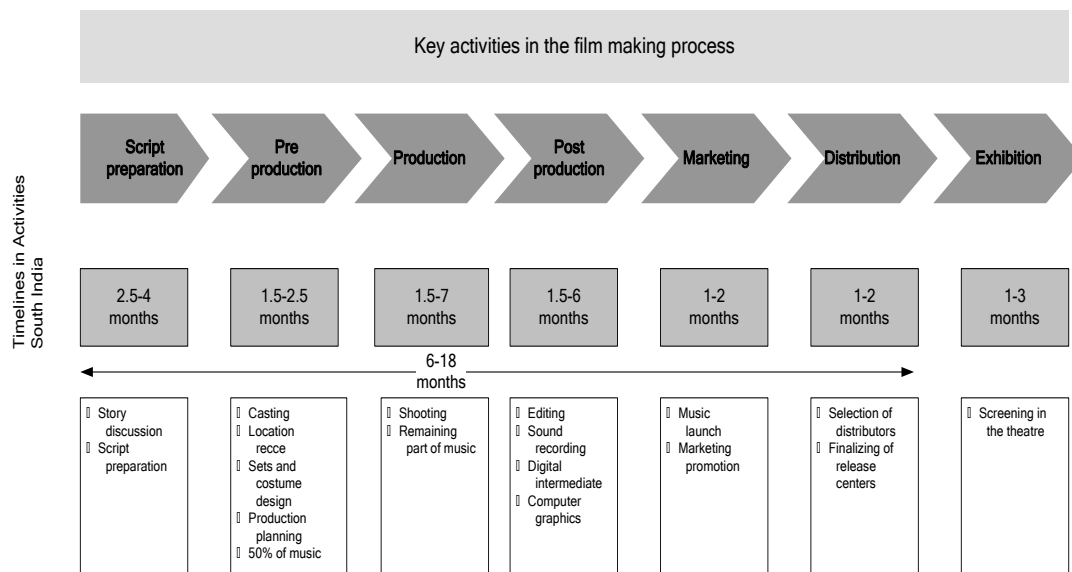 Key activities in the film making process
Script
preparation
Pre
production
Production
Post
production
Marketing
Distribution
Exhibition
Timelines in Activities
South India
2.5-4
months
1.5-2.5
months
1.5-7
months
1.5-6
months
1-2
months
1-2
months
1-3
months
6-18
months
Story
discussion
Script
preparation
Casting
Location
recce
Sets and
costume
design
Production
planning
50% of music
Shooting
Remaining
part of music
Editing
Sound
recording
Digital
intermediate
Computer
graphics
Music
launch
Marketing
promotion
Selection of
distributors
Finalizing of
release
centers
Screening in
the theatre